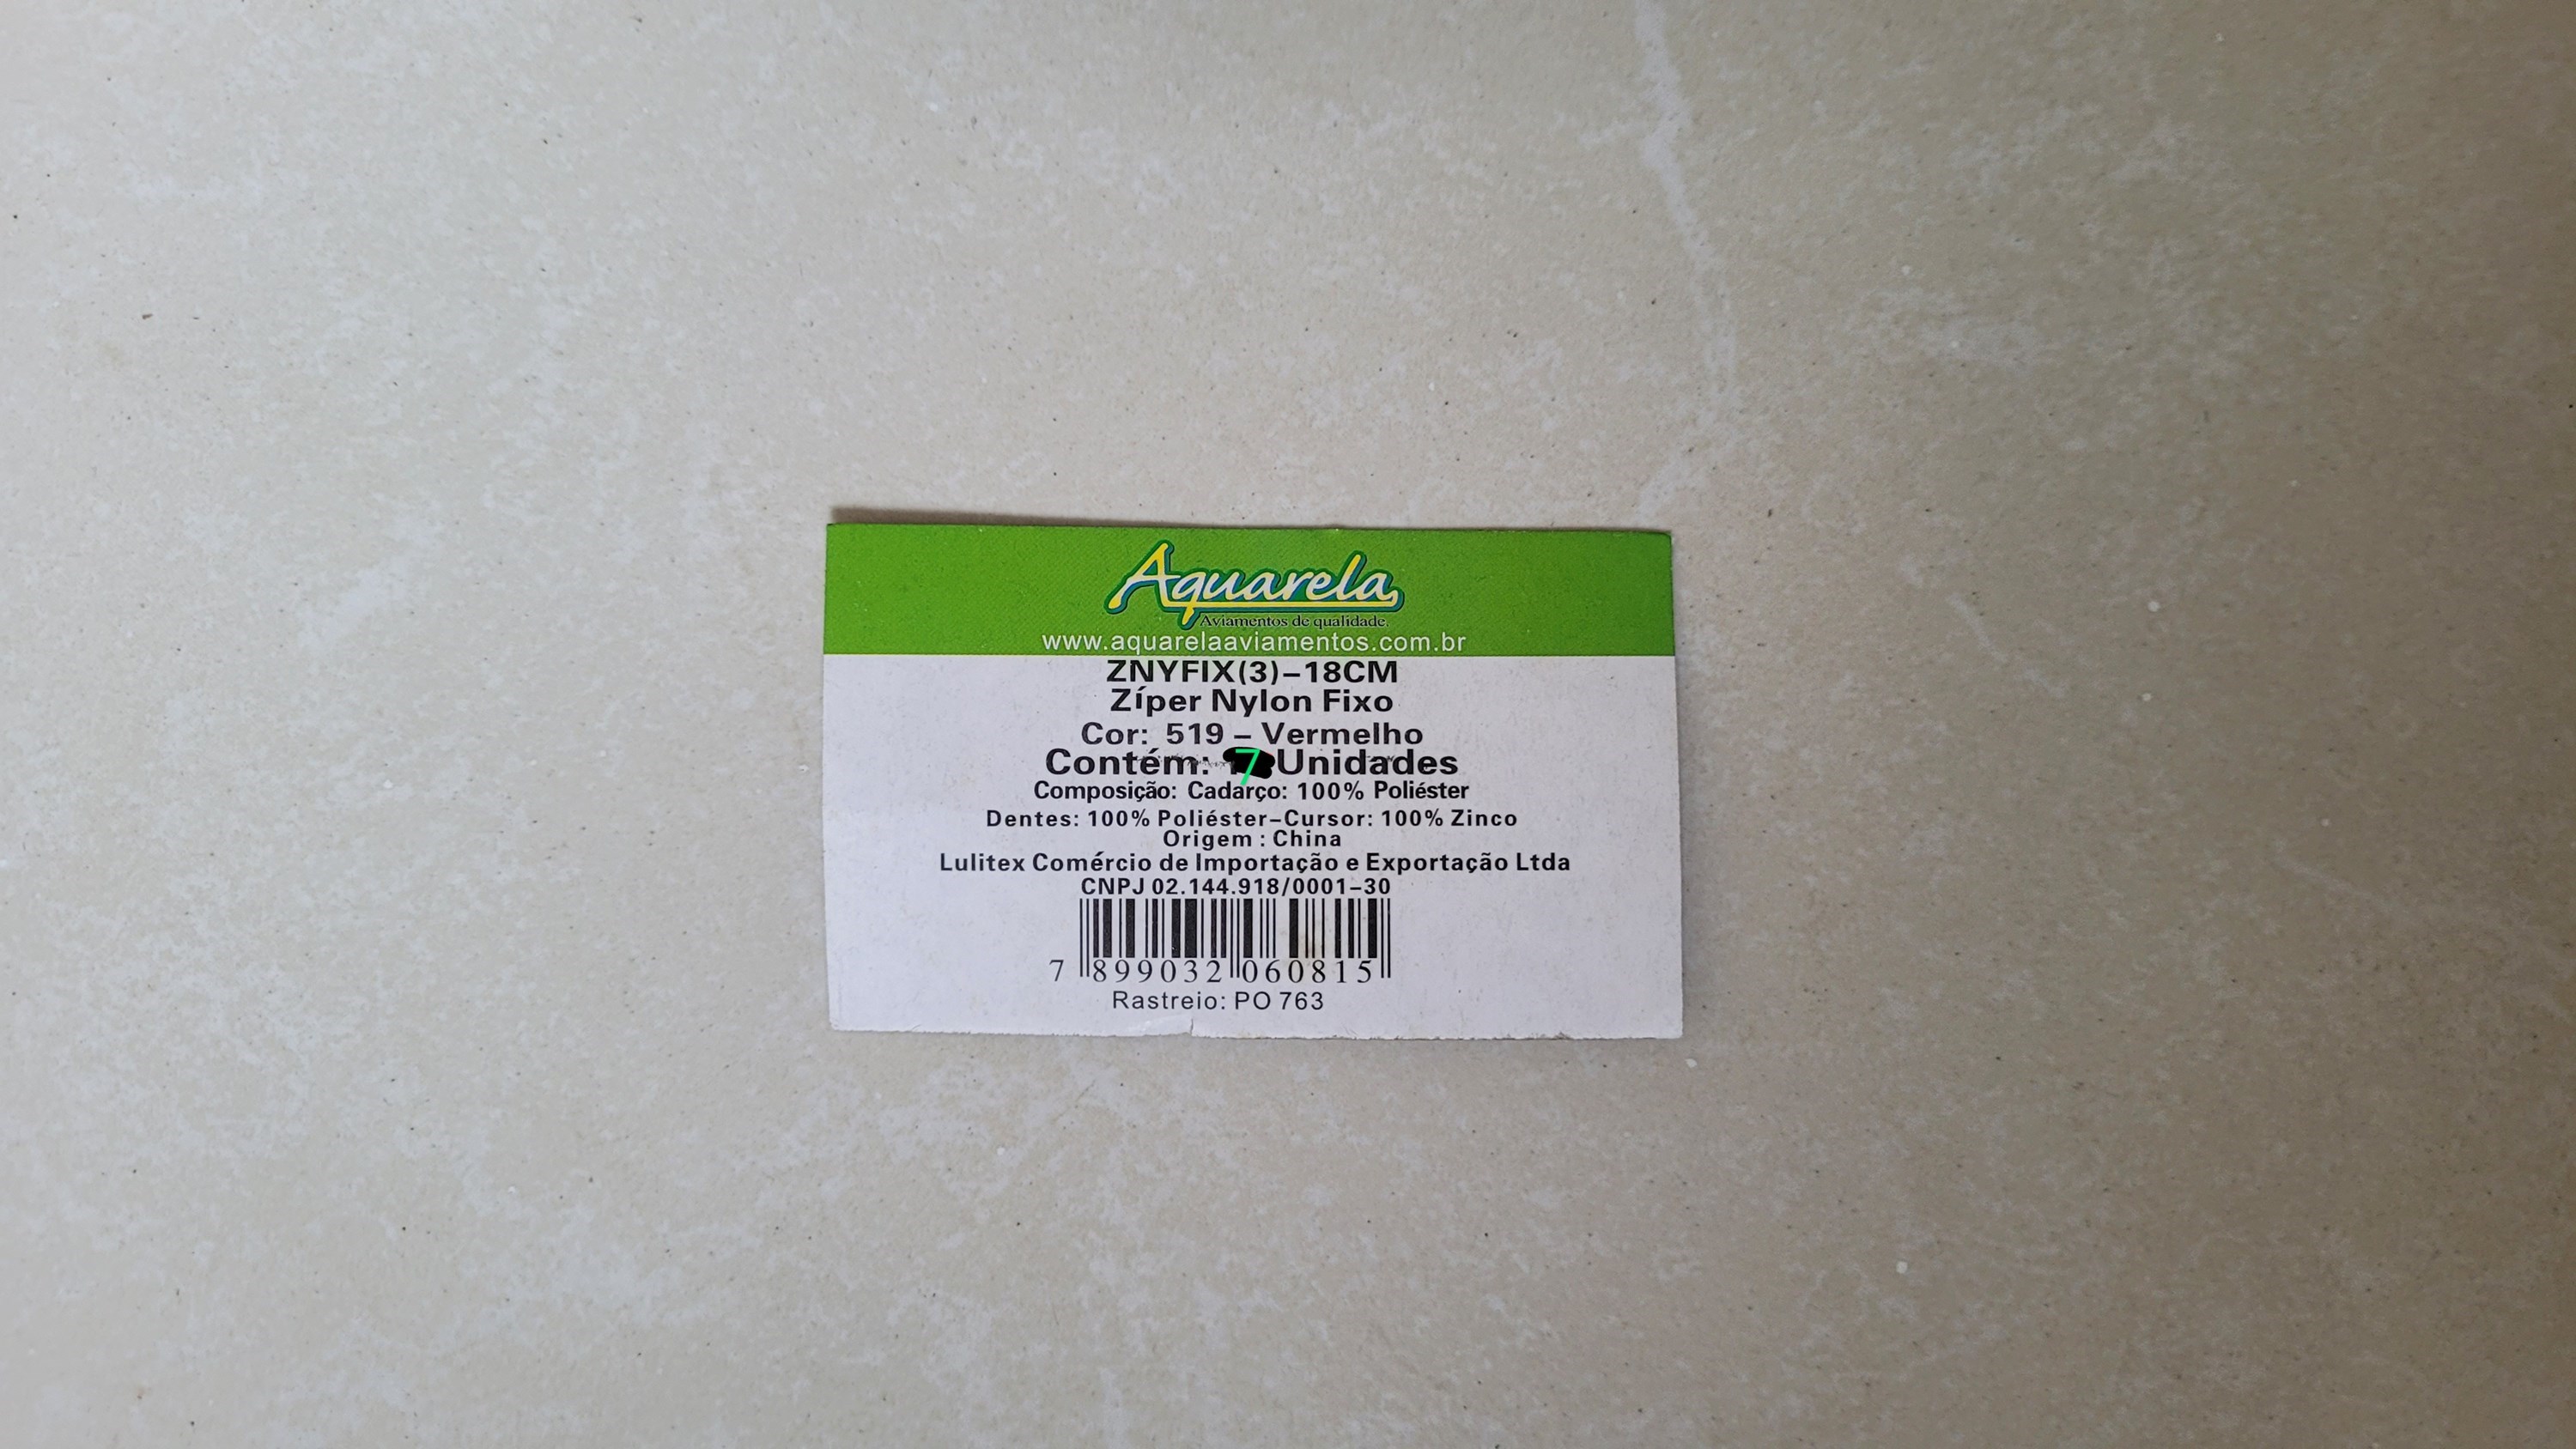 Aquarela
Aviamentos de qualidade.
www.aquarelaaviamentos.com.br
ZNYFIX(3)–18CM
Zíper Nylon Fixo
Cor: 519 – Vermelho
Contém: 7 Unidades
Composição: Cadarço: 100% Poliéster
Dentes: 100% Poliéster–Cursor: 100% Zinco
Origem : China
Lulitex Comércio de Importação e Exportação Ltda
CNPJ 02.144.918/0001–30
7 899032 060815
Rastreio: PO 763